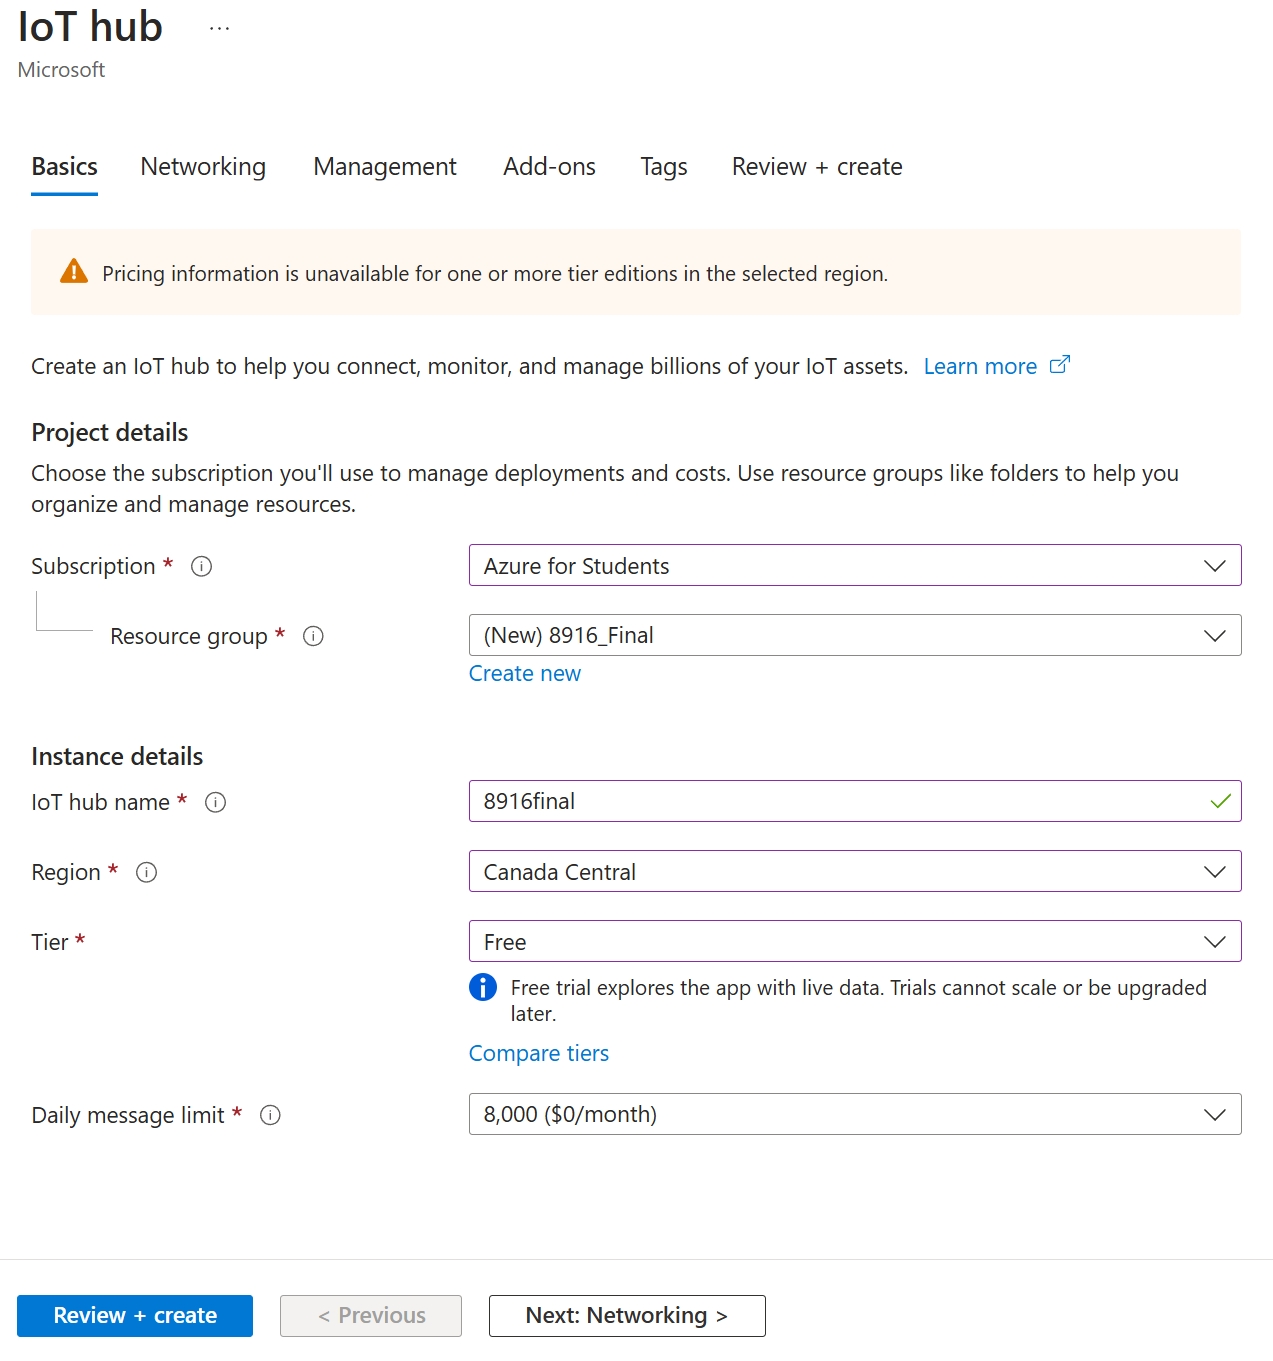 IoT hub ...
Microsoft
Basics Networking Management Add-ons Tags Review + create
Pricing information is unavailable for one or more tier editions in the selected region.
Create an IoT hub to help you connect, monitor, and manage billions of your IoT assets. Learn more
Project details
Choose the subscription you'll use to manage deployments and costs. Use resource groups like folders to help you
organize and manage resources.
Subscription * Azure for Students
Resource group * (New) 8916_Final
Create new
Instance details
IoT hub name * 8916final
Region * Canada Central
Tier * Free
Free trial explores the app with live data. Trials cannot scale or be upgraded
later.
Compare tiers
Daily message limit * 8,000 ($0/month)
Review + create < Previous Next: Networking >